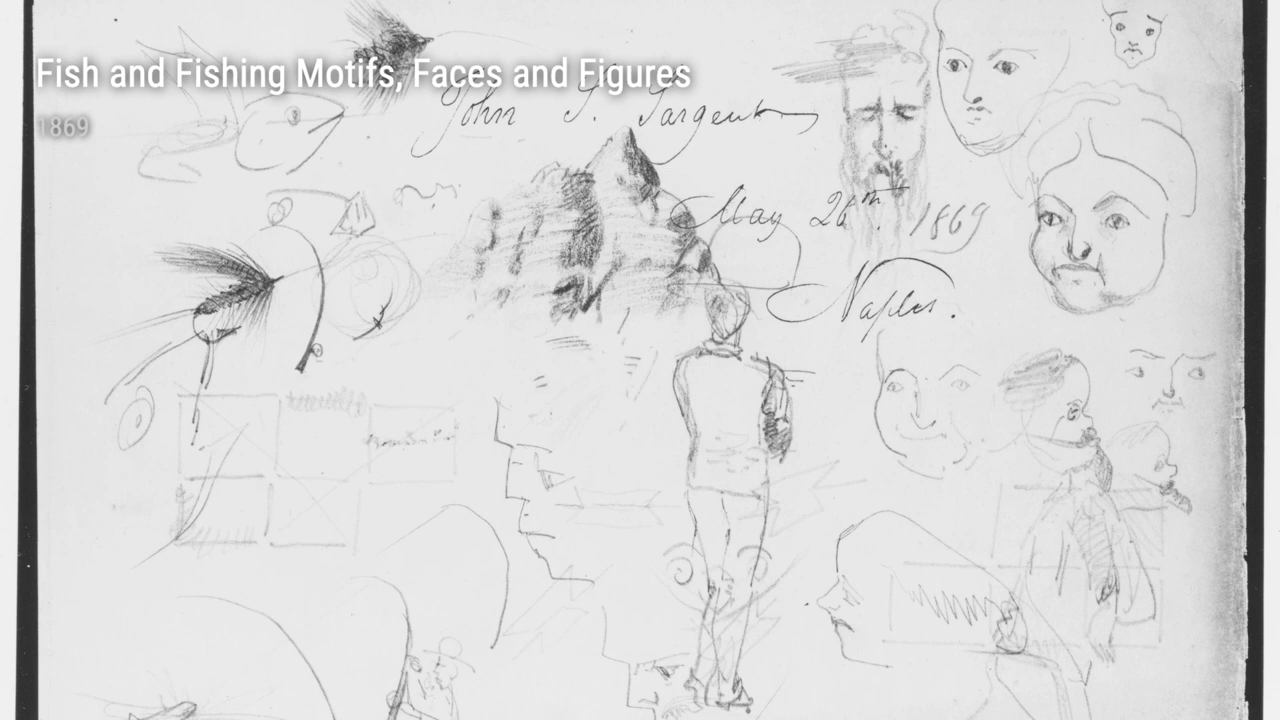 Fish and Fishing Motifs, Faces and Figures
1869
John S. Sargent
May 26th. 1869
Naples.